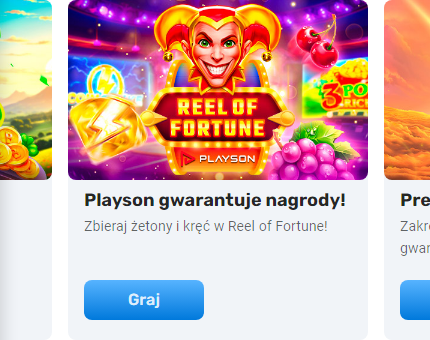 REEL OF
FORTUNE
PLAYSON
3 PO
RIC
Playson gwarantuje nagrody!
Zbieraj żetony i kręć w Reel of Fortune!
Graj
Pre
Zakr
gwar